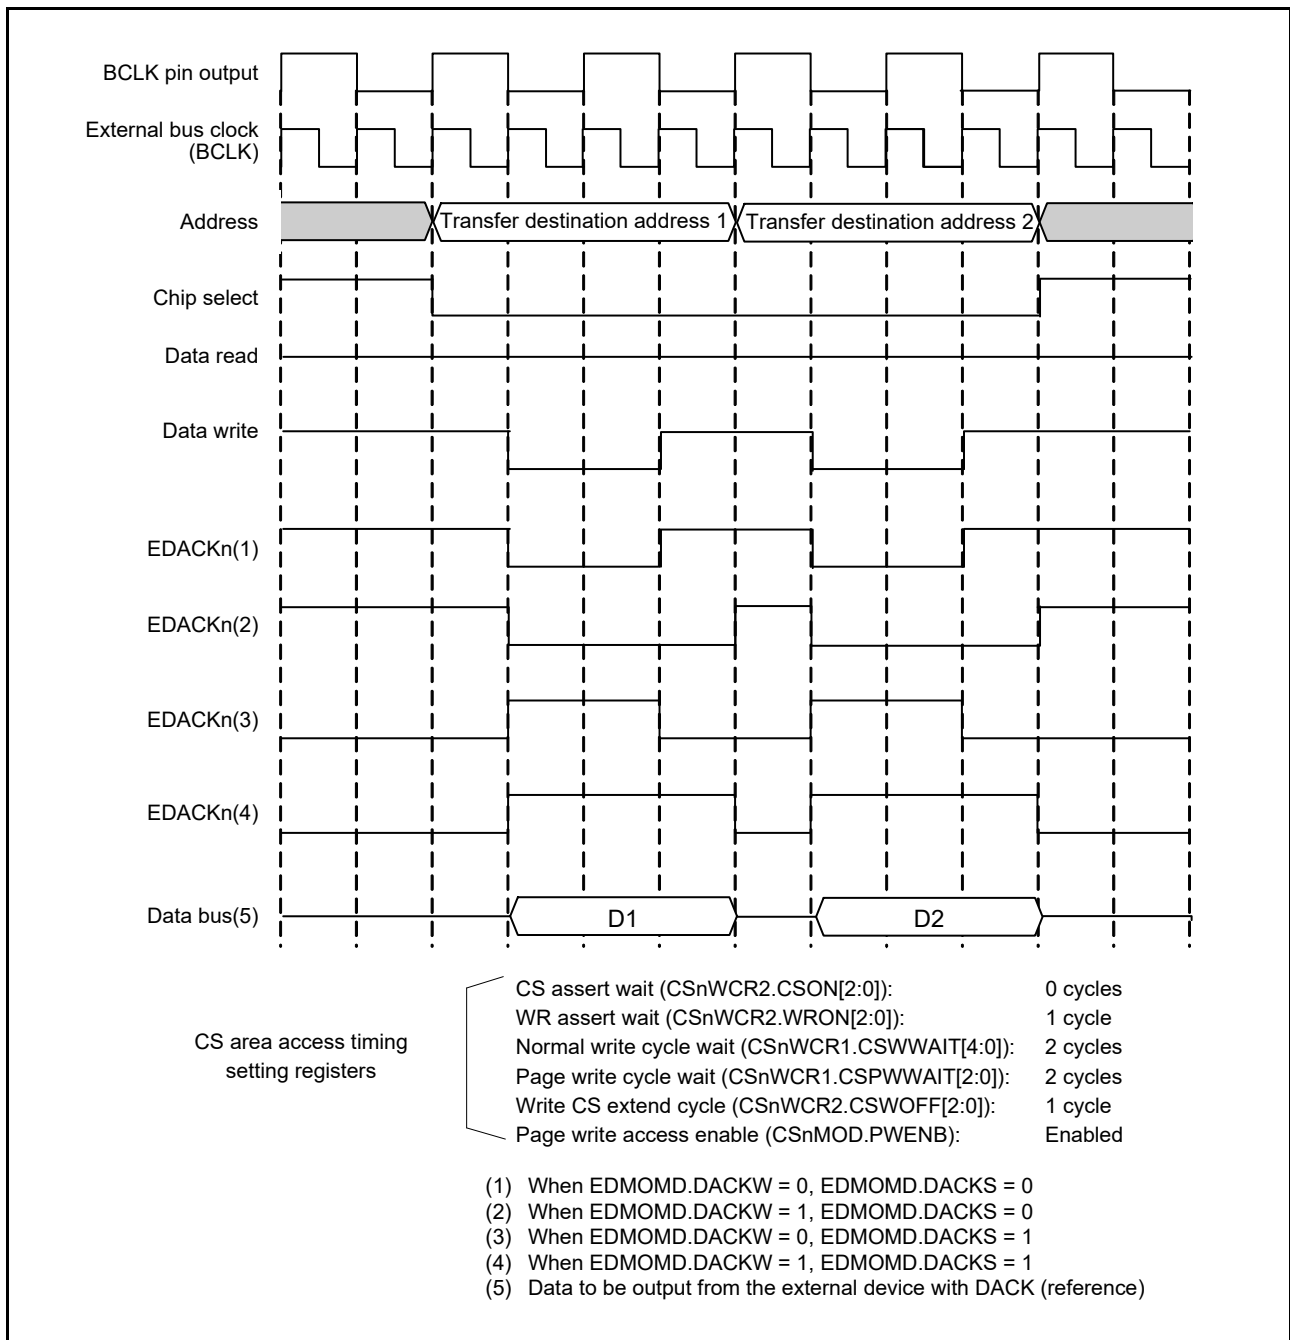 BCLK pin output
External bus clock
(BCLK)
Address
Transfer destination address 1
Transfer destination address 2
Chip select
Data read
Data write
EDACKn(1)
EDACKn(2)
EDACKn(3)
EDACKn(4)
Data bus(5)
D1
D2
CS area access timing
setting registers
CS assert wait (CSnWCR2.CSON[2:0]): 0 cycles
WR assert wait (CSnWCR2.WRON[2:0]): 1 cycle
Normal write cycle wait (CSnWCR1.CSWWAIT[4:0]): 2 cycles
Page write cycle wait (CSnWCR1.CSPWWAIT[2:0]): 2 cycles
Write CS extend cycle (CSnWCR2.CSWOFF[2:0]): 1 cycle
Page write access enable (CSnMOD.PWENB): Enabled
(1) When EDMOMD.DACKW = 0, EDMOMD.DACKS = 0
(2) When EDMOMD.DACKW = 1, EDMOMD.DACKS = 0
(3) When EDMOMD.DACKW = 0, EDMOMD.DACKS = 1
(4) When EDMOMD.DACKW = 1, EDMOMD.DACKS = 1
(5) Data to be output from the external device with DACK (reference)